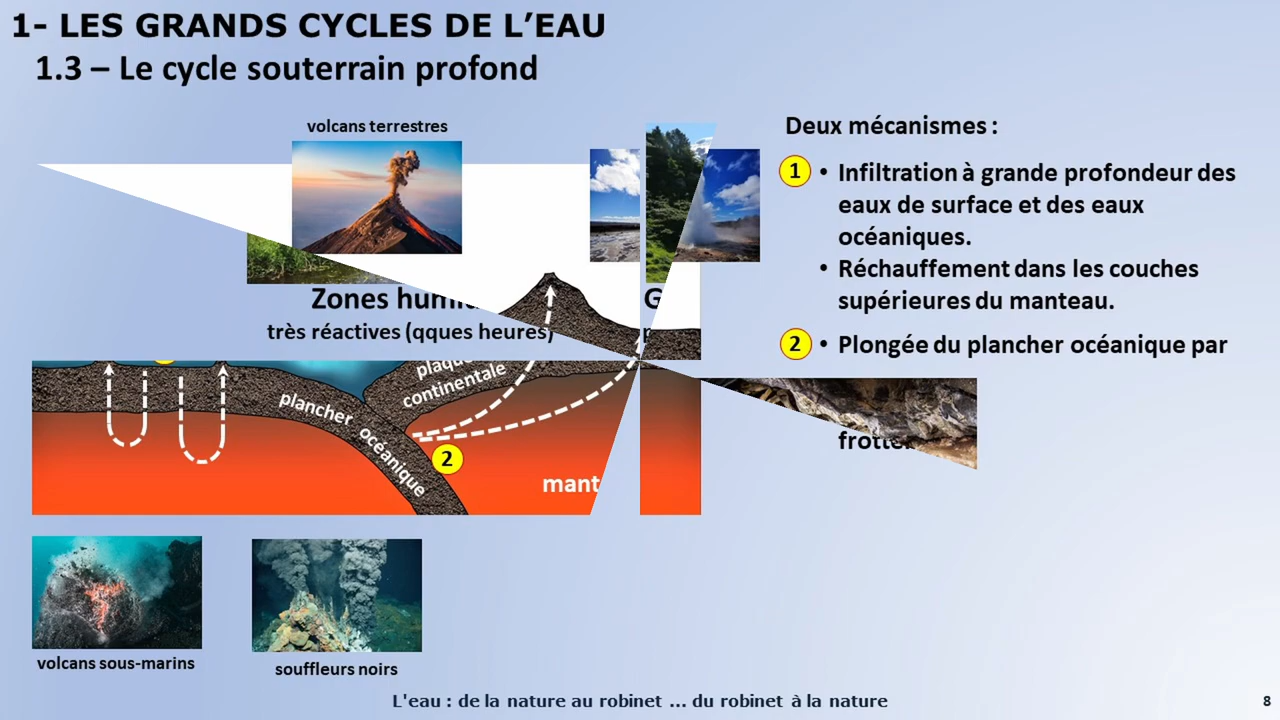 1- LES GRANDS CYCLES DE L’EAU
1.3 – Le cycle souterrain profond
volcans terrestres
Deux mécanismes :
1 • Infiltration à grande profondeur des
eaux de surface et des eaux
océaniques.
• Réchauffement dans les couches
supérieures du manteau.
2 • Plongée du plancher océanique par
Zones
très réactives (qques heures)
continentale
plancher océanique
2
volcans sous-marins
souffleurs noirs
L'eau : de la nature au robinet ... du robinet à la nature
8